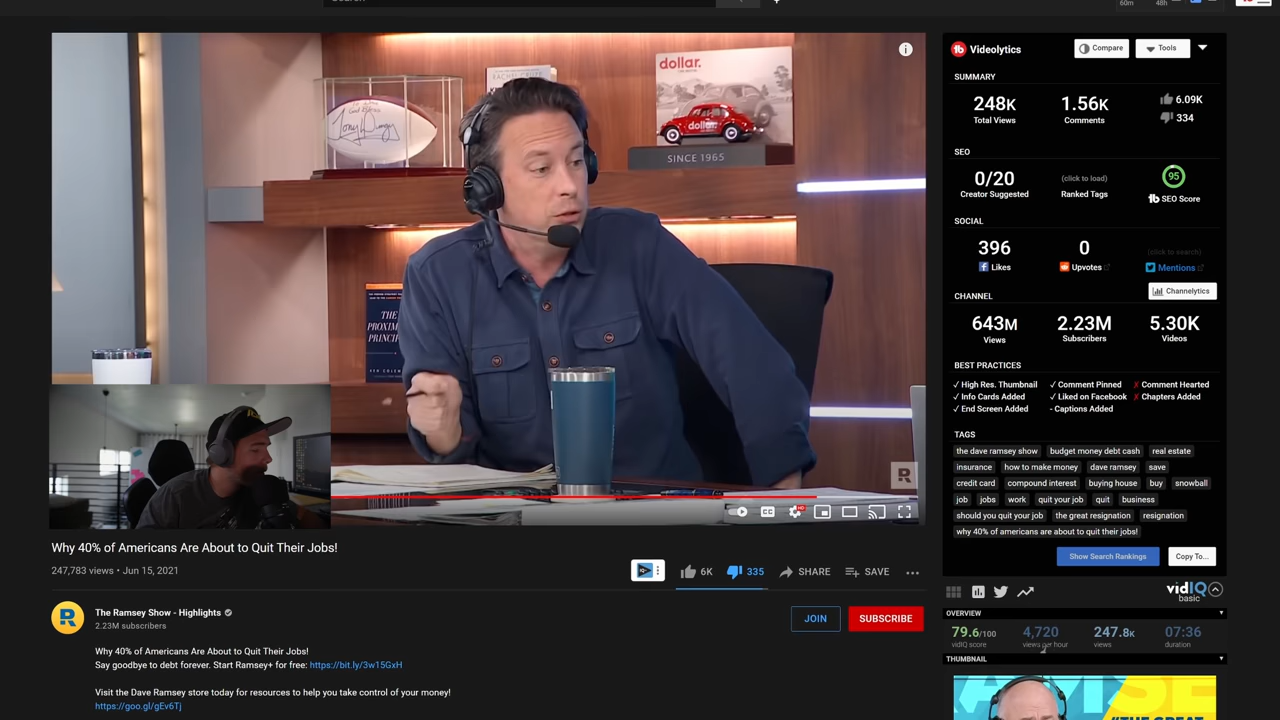 60m 48h
dollar.
RACHEL CRUZE
dollar.
SINCE 1965
THE
R
Why 40% of Americans Are About to Quit Their Jobs!
247,783 views • Jun 15, 2021
6K 335 SHARE SAVE
R
The Ramsey Show - Highlights
2.23M subscribers
JOIN SUBSCRIBE
Why 40% of Americans Are About to Quit Their Jobs!
Say goodbye to debt forever. Start Ramsey+ for free: https://bit.ly/3w15GxH
Visit the Dave Ramsey store today for resources to help you take control of your money!
https://goo.gl/gEv6Tj
Videolytics Compare Tools
SUMMARY
248K 1.56K 6.09K
Total Views Comments 334
SEO
0/20 (click to load) 95
Creator Suggested Ranked Tags SEO Score
SOCIAL
396 0 (click to search)
Likes Upvotes Mentions
Channelytics
CHANNEL
643M 2.23M 5.30K
Views Subscribers Videos
BEST PRACTICES
✓ High Res. Thumbnail ✓ Comment Pinned ✗ Comment Hearted
✓ Info Cards Added ✓ Liked on Facebook ✗ Chapters Added
✓ End Screen Added - Captions Added
TAGS
the dave ramsey show budget money debt cash real estate
insurance how to make money dave ramsey save
credit card compound interest buying house buy snowball
job jobs work quit your job quit business
should you quit your job the great resignation resignation
why 40% of americans are about to quit their jobs!
Show Search Rankings Copy To...
vidIQ
basic
OVERVIEW
79.6/100 4,720 247.8K 07:36
vidIQ score views per hour views duration
THUMBNAIL
"THE GREAT